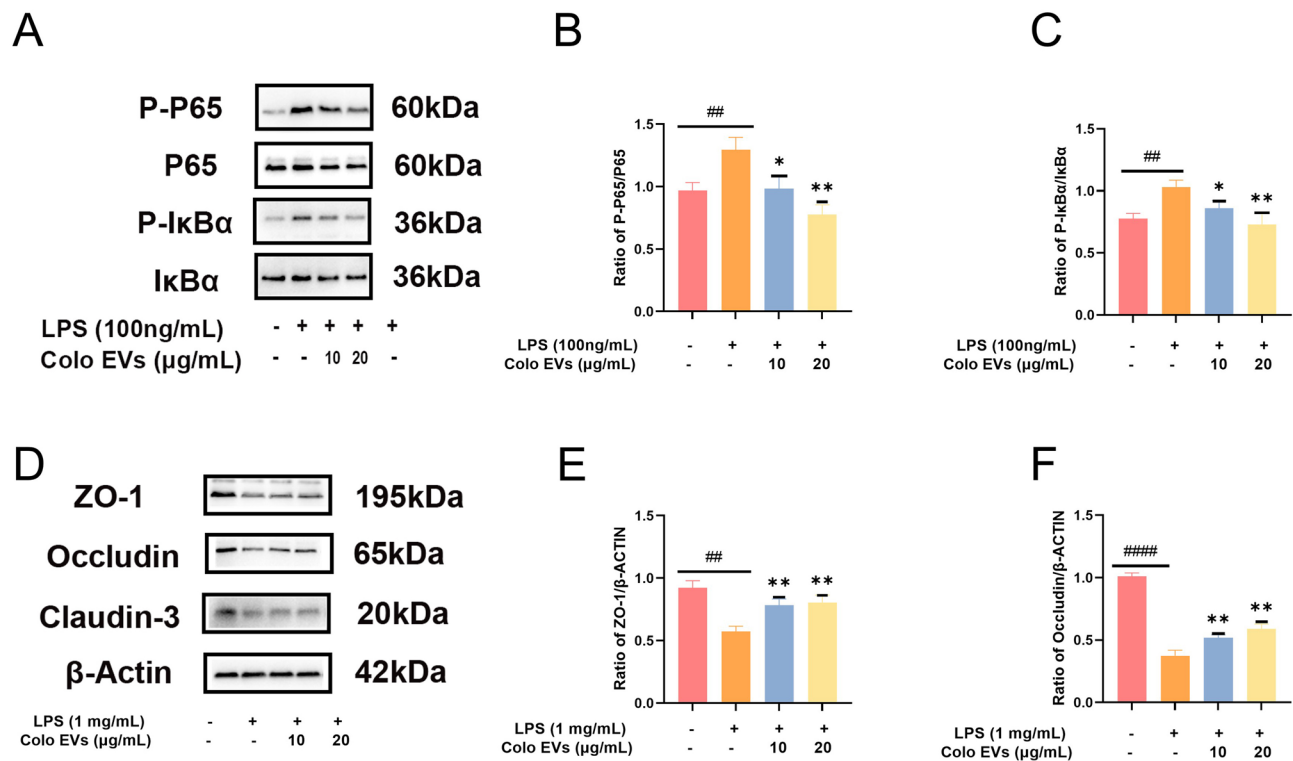 A
P-P65 60kDa
P65 60kDa
P-IκBα 36kDa
IκBα 36kDa
LPS (100ng/mL) - + + + +
Colo EVs (μg/mL) - - 10 20 -
B
##
*
**
Ratio of P-P65/P65
1.5
1.0
0.5
0.0
LPS (100ng/mL) - + + +
Colo EVs (μg/mL) - - 10 20
C
##
*
**
Ratio of P-IκBα/IκBα
1.5
1.0
0.5
0.0
LPS (100ng/mL) - + + +
Colo EVs (μg/mL) - - 10 20
D
ZO-1 195kDa
Occludin 65kDa
Claudin-3 20kDa
β-Actin 42kDa
LPS (1 mg/mL) - + + +
Colo EVs (μg/mL) - - 10 20
E
##
**
**
Ratio of ZO-1/β-ACTIN
1.5
1.0
0.5
0.0
LPS (1 mg/mL) - + + +
Colo EVs (μg/mL) - - 10 20
F
####
**
**
Ratio of Occludin/β-ACTIN
1.5
1.0
0.5
0.0
LPS (1 mg/mL) - + + +
Colo EVs (μg/mL) - - 10 20